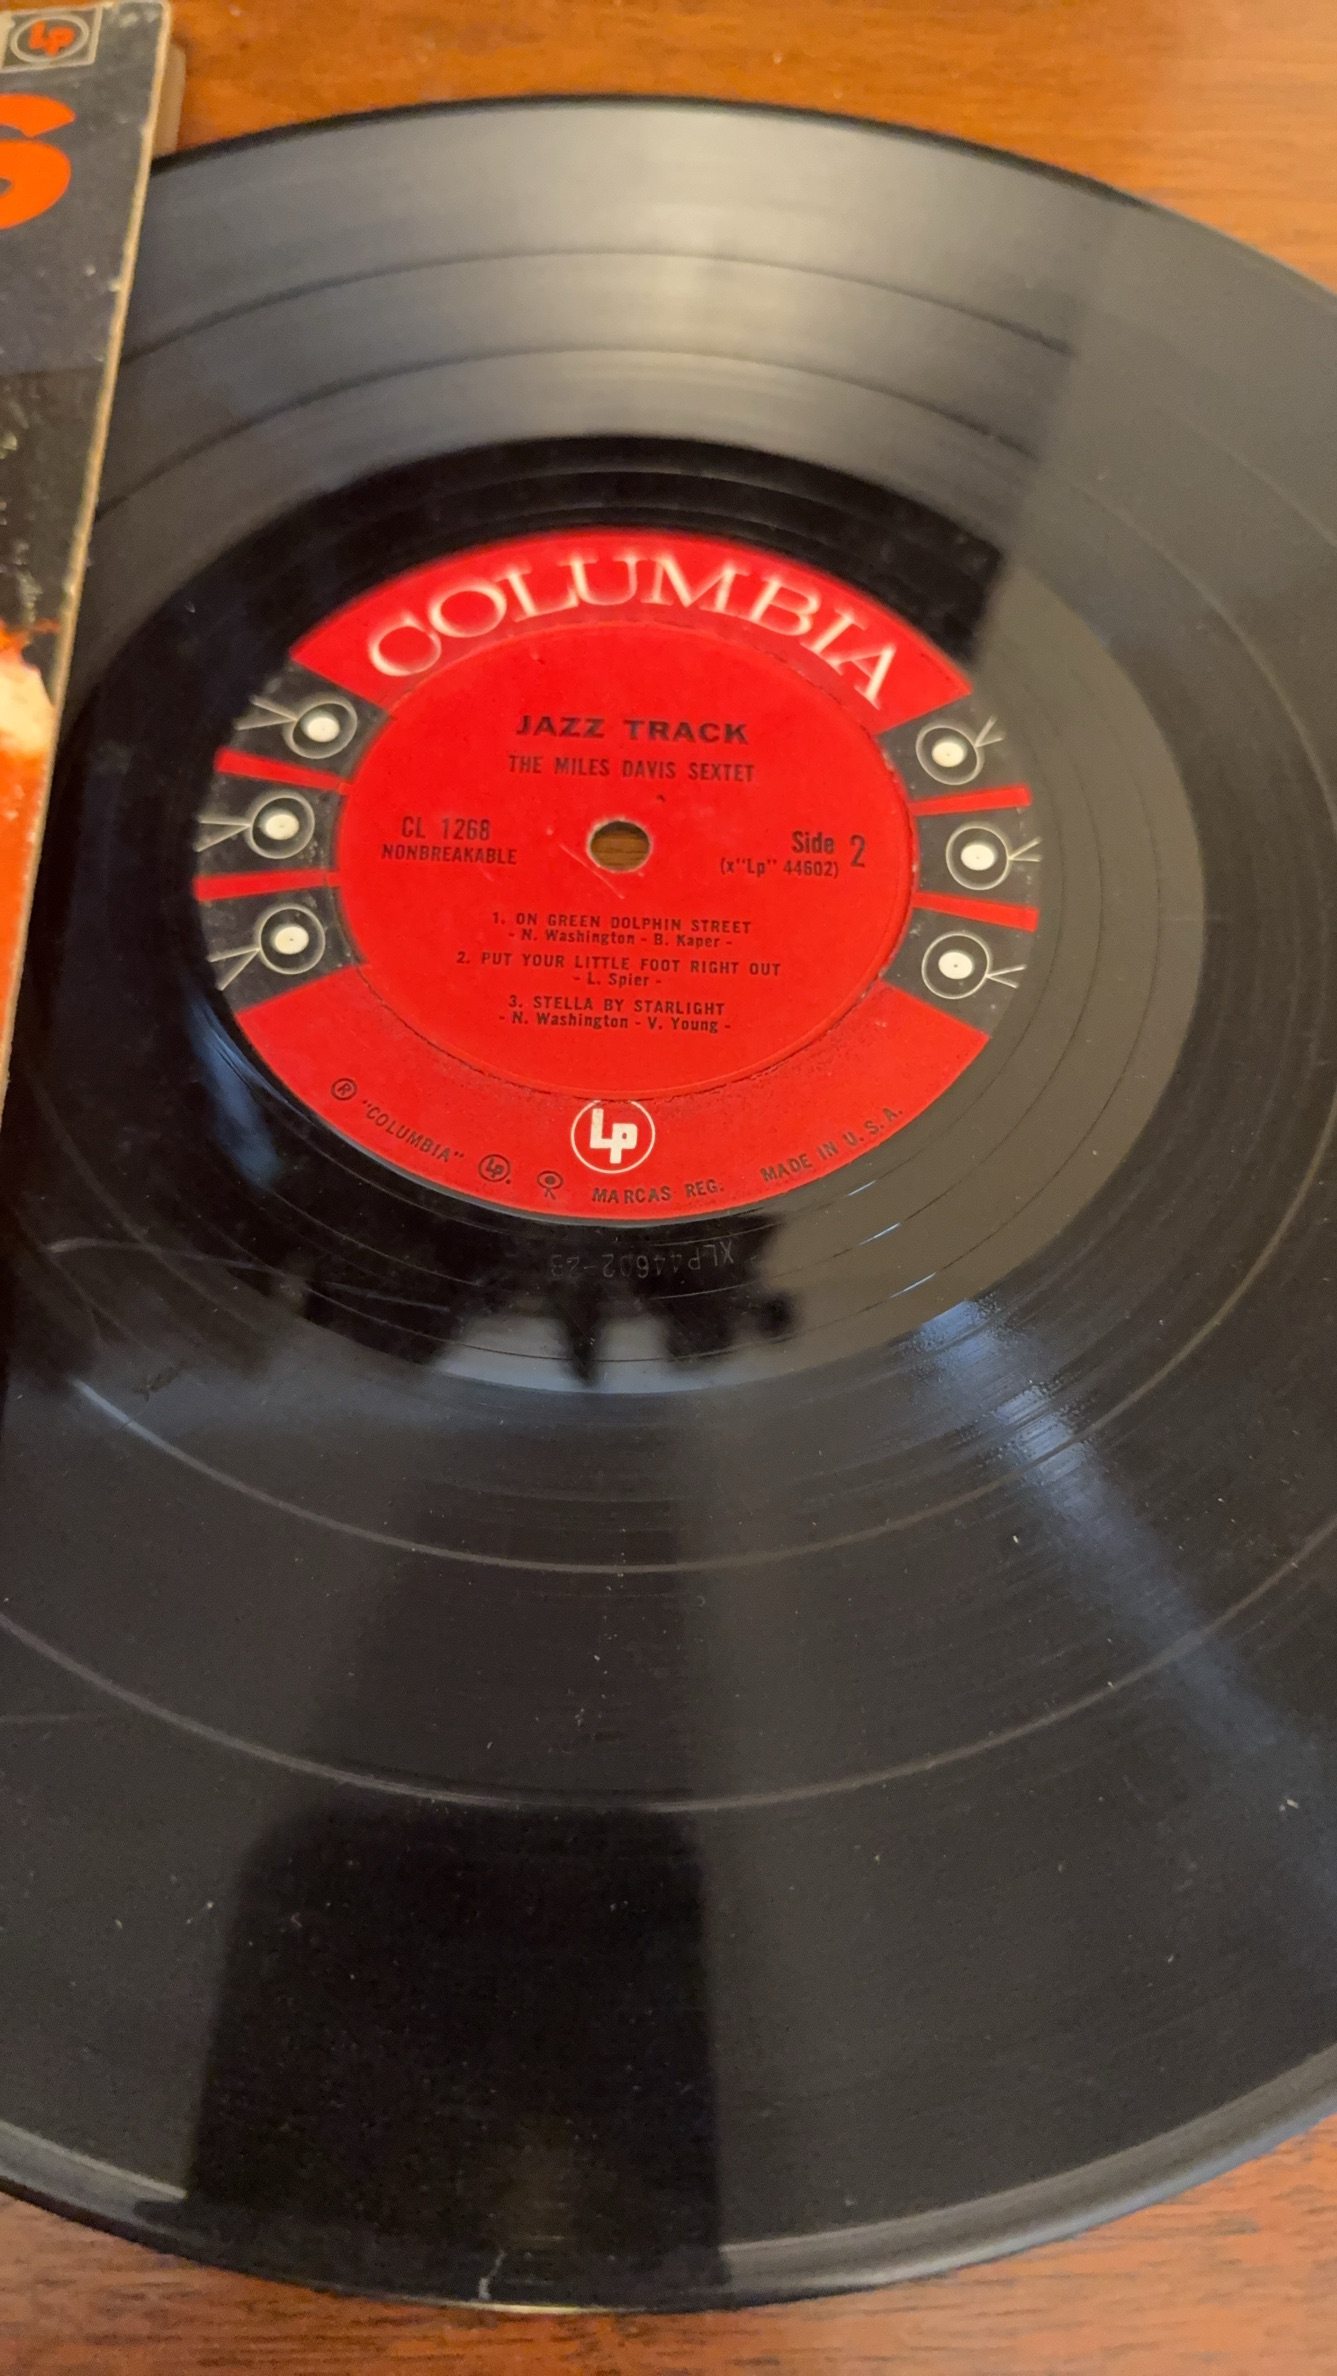 Lp
S
COLUMBIA
JAZZ TRACK
THE MILES DAVIS SEXTET
CL 1268
NONBREAKABLE
Side 2
(x"Lp" 44602)
1. ON GREEN DOLPHIN STREET
- N. Washington - B. Kaper -
2. PUT YOUR LITTLE FOOT RIGHT OUT
- L. Spier -
3. STELLA BY STARLIGHT
- N. Washington - V. Young -
Lp
® "COLUMBIA" Lp. MARCAS REG. MADE IN U. S. A.